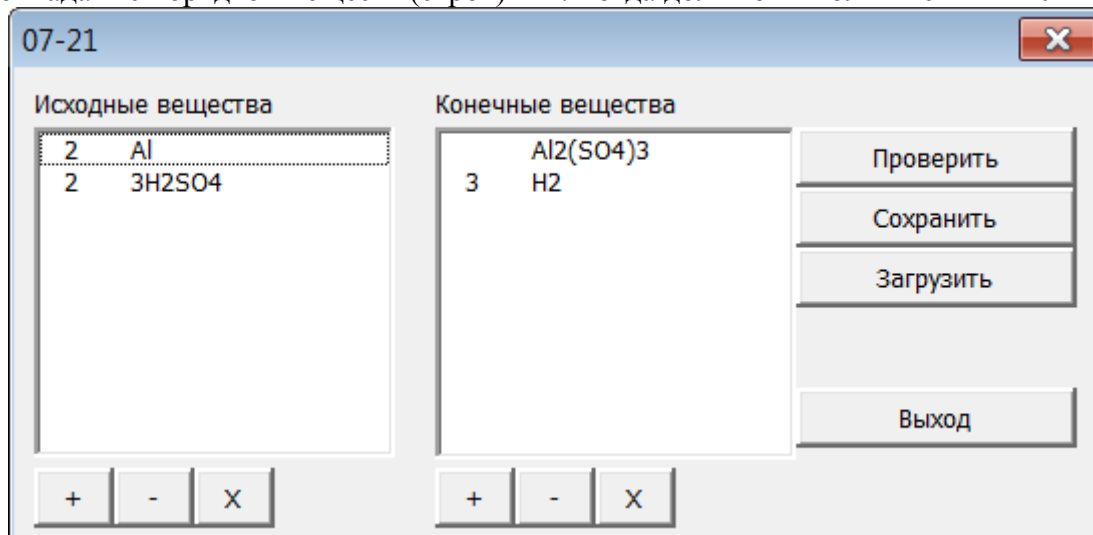 07-21
Исходные вещества
Конечные вещества
2 Al
2 3H2SO4
Al2(SO4)3
3 H2
Проверить
Сохранить
Загрузить
Выход
+ - X
+ - X